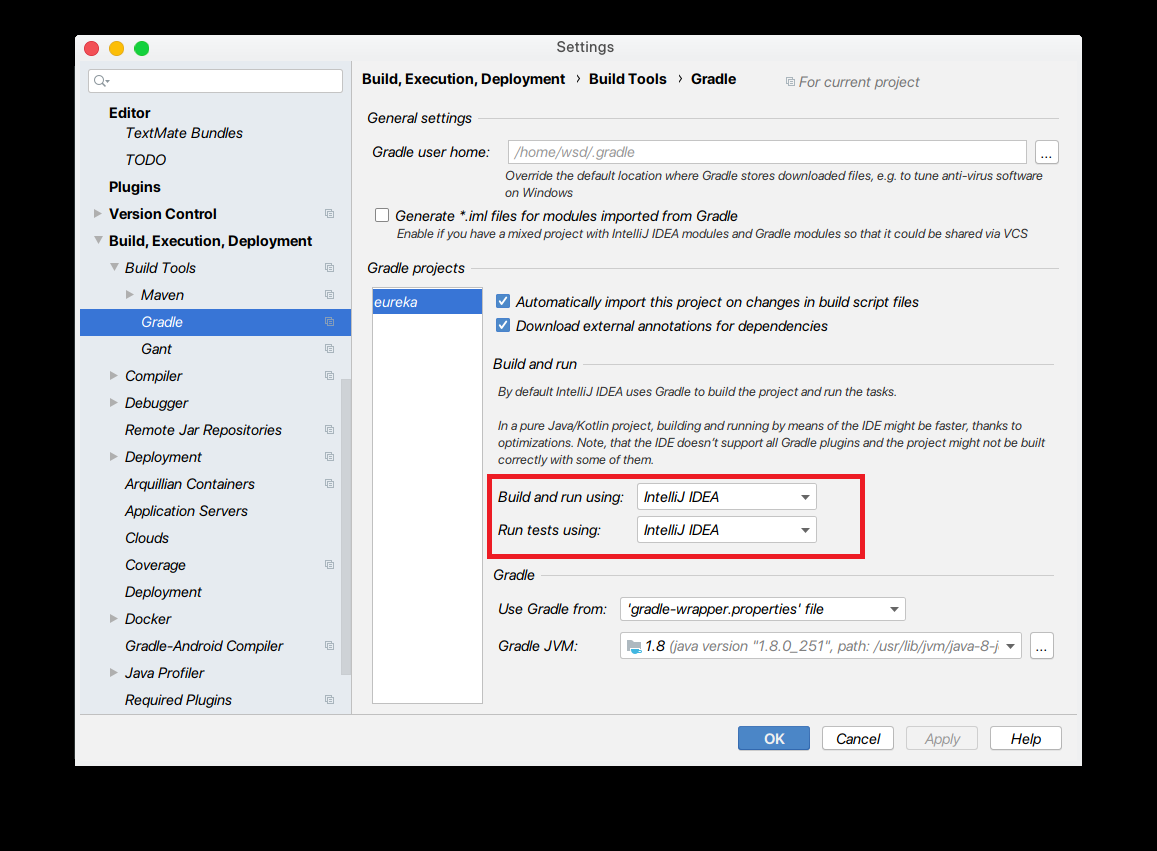 Settings
Editor
TextMate Bundles
TODO
Plugins
Version Control
Build, Execution, Deployment
Build Tools
Maven
Gradle
Gant
Compiler
Debugger
Remote Jar Repositories
Deployment
Arquillian Containers
Application Servers
Clouds
Coverage
Deployment
Docker
Gradle-Android Compiler
Java Profiler
Required Plugins
Build, Execution, Deployment › Build Tools › Gradle
For current project
General settings
Gradle user home: /home/wsd/.gradle ...
Override the default location where Gradle stores downloaded files, e.g. to tune anti-virus software
on Windows
Generate *.iml files for modules imported from Gradle
Enable if you have a mixed project with IntelliJ IDEA modules and Gradle modules so that it could be shared via VCS
Gradle projects
eureka
Automatically import this project on changes in build script files
Download external annotations for dependencies
Build and run
By default IntelliJ IDEA uses Gradle to build the project and run the tasks.
In a pure Java/Kotlin project, building and running by means of the IDE might be faster, thanks to
optimizations. Note, that the IDE doesn't support all Gradle plugins and the project might not be built
correctly with some of them.
Build and run using: IntelliJ IDEA
Run tests using: IntelliJ IDEA
Gradle
Use Gradle from: 'gradle-wrapper.properties' file
Gradle JVM: 1.8 (java version "1.8.0_251", path: /usr/lib/jvm/java-8-j ...
OK
Cancel
Apply
Help